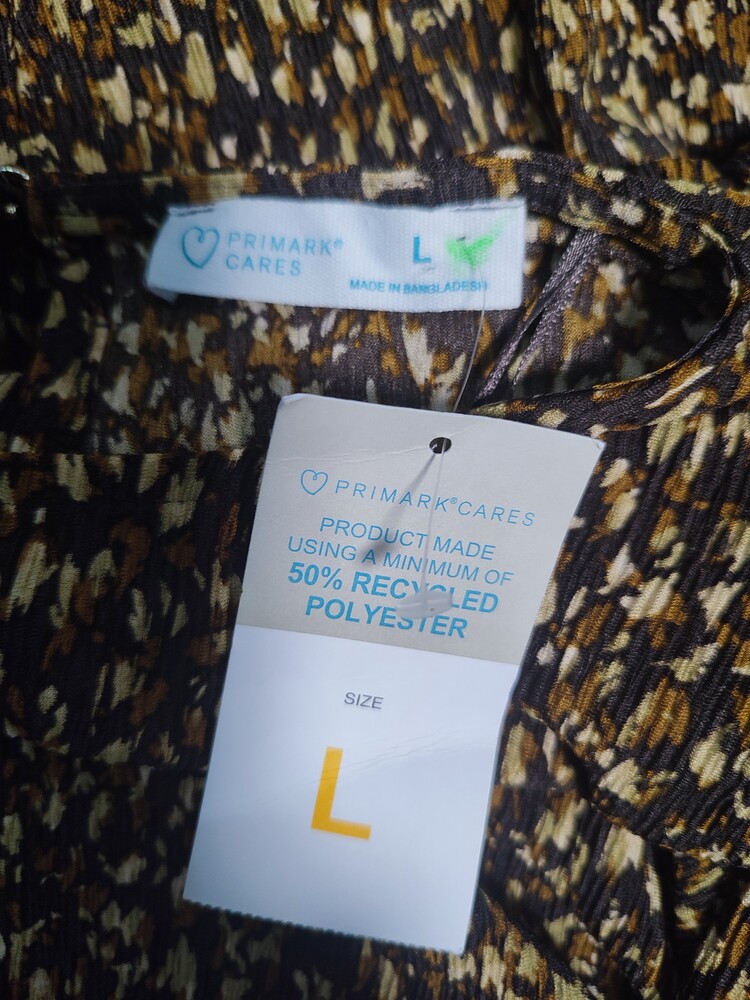 PRIMARK®
CARES
L
MADE IN BANGLADESH
PRIMARK®CARES
PRODUCT MADE
USING A MINIMUM OF
50% RECYCLED
POLYESTER
SIZE
L